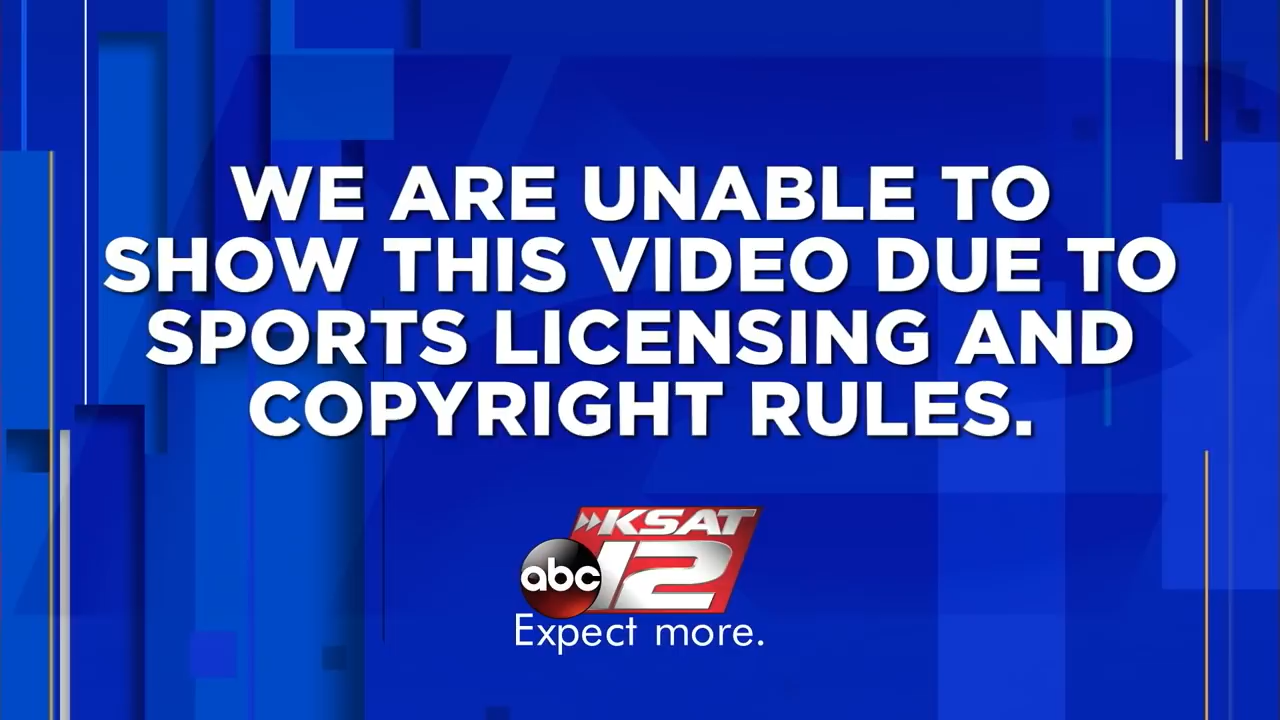 WE ARE UNABLE TO
SHOW THIS VIDEO DUE TO
SPORTS LICENSING AND
COPYRIGHT RULES.
KSAT
abc 12
Expect more.